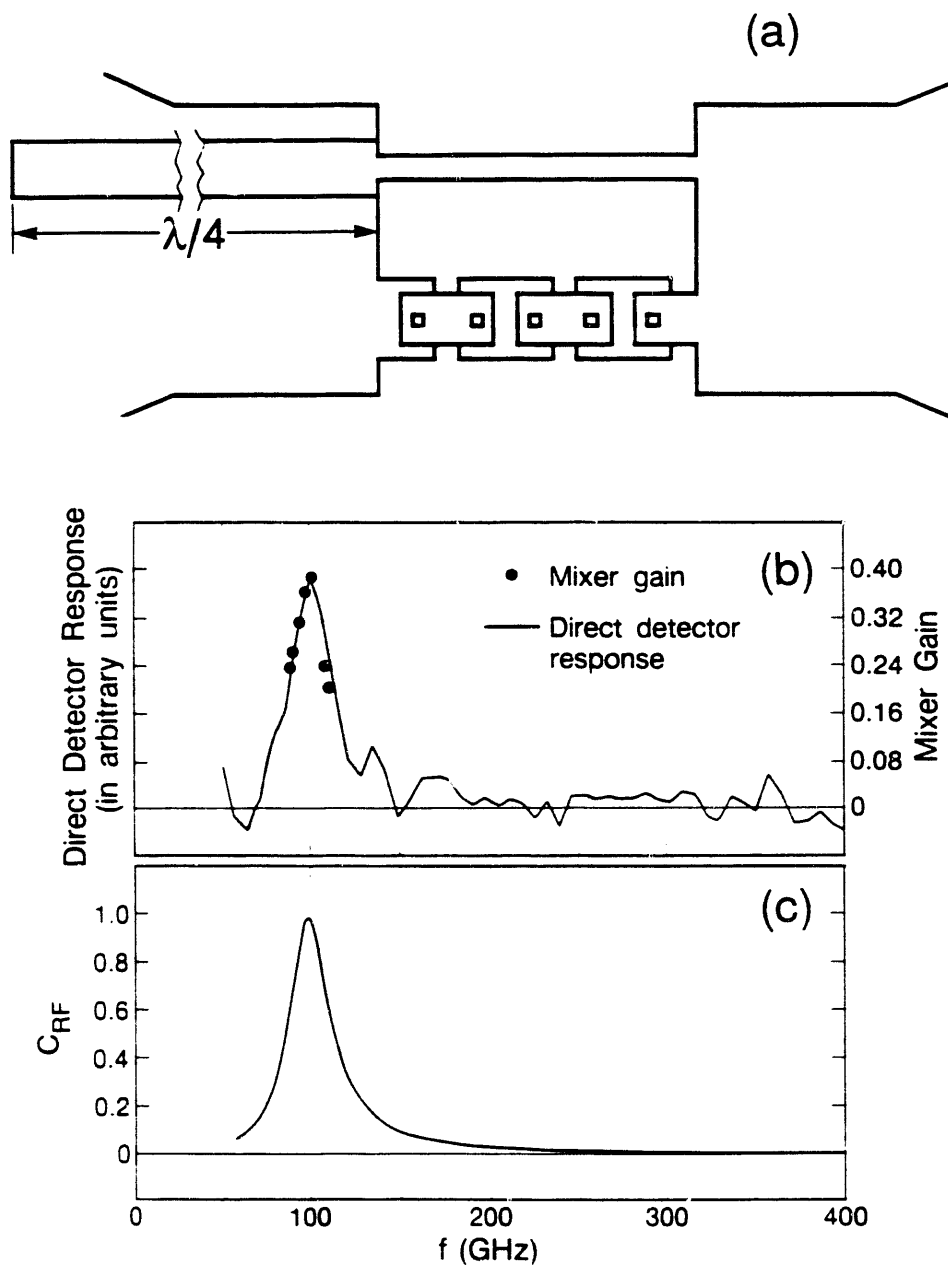 (a)
λ/4
(b)
Direct Detector Response
(in arbitrary units)
Mixer gain
Direct detector
response
0.40
0.32
0.24
0.16
0.08
0
Mixer Gain
(c)
C_RF
1.0
0.8
0.6
0.4
0.2
0
0
100
200
300
400
f (GHz)